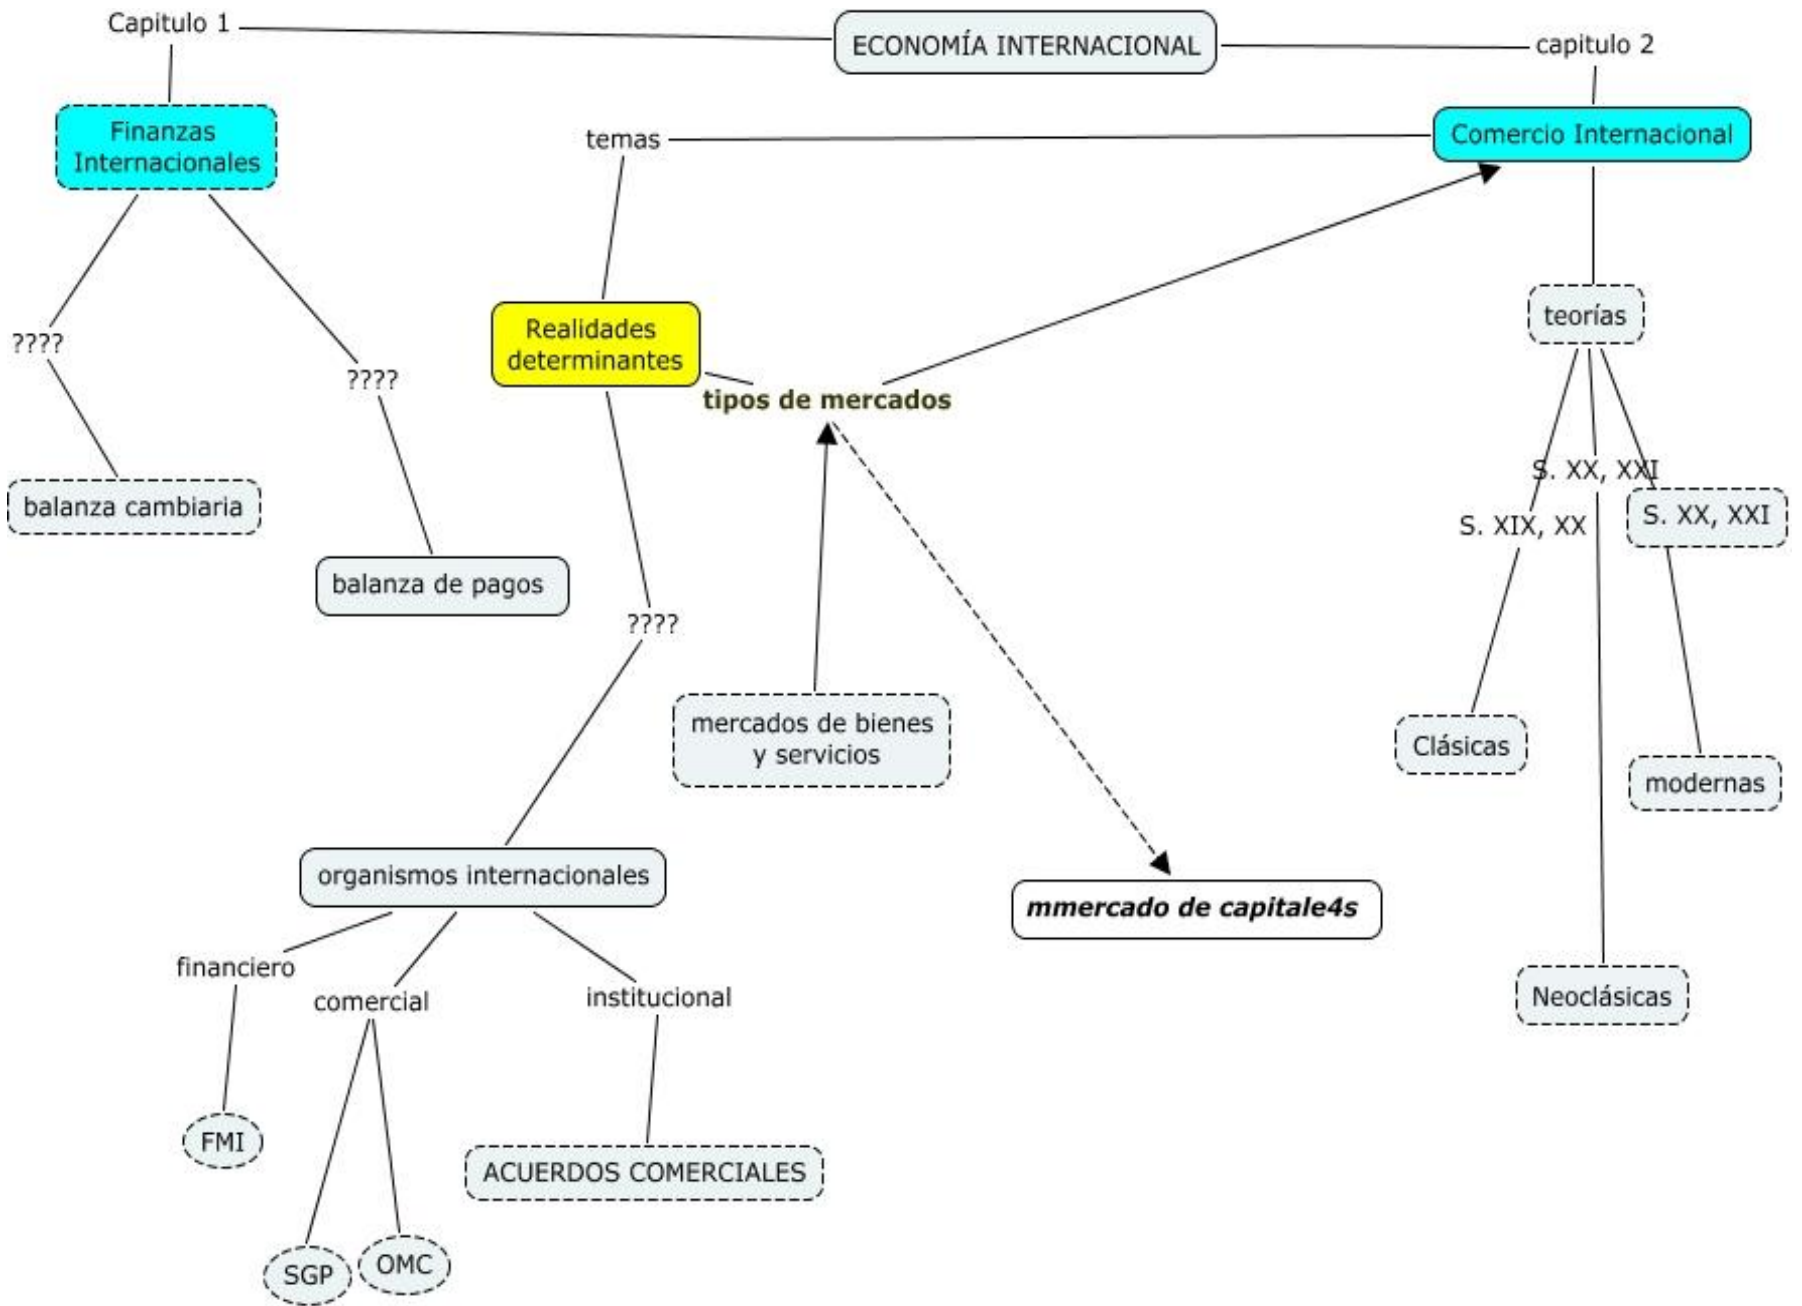 Capitulo 1
ECONOMÍA INTERNACIONAL
capitulo 2
Finanzas
Internacionales
temas
Comercio Internacional
teorías
Realidades
determinantes
????
????
tipos de mercados
balanza cambiaria
S. XX, XXI
S. XIX, XX
S. XX, XXI
balanza de pagos
????
mercados de bienes
y servicios
Clásicas
modernas
organismos internacionales
mmercado de capitale4s
financiero
comercial
institucional
Neoclásicas
FMI
ACUERDOS COMERCIALES
SGP
OMC